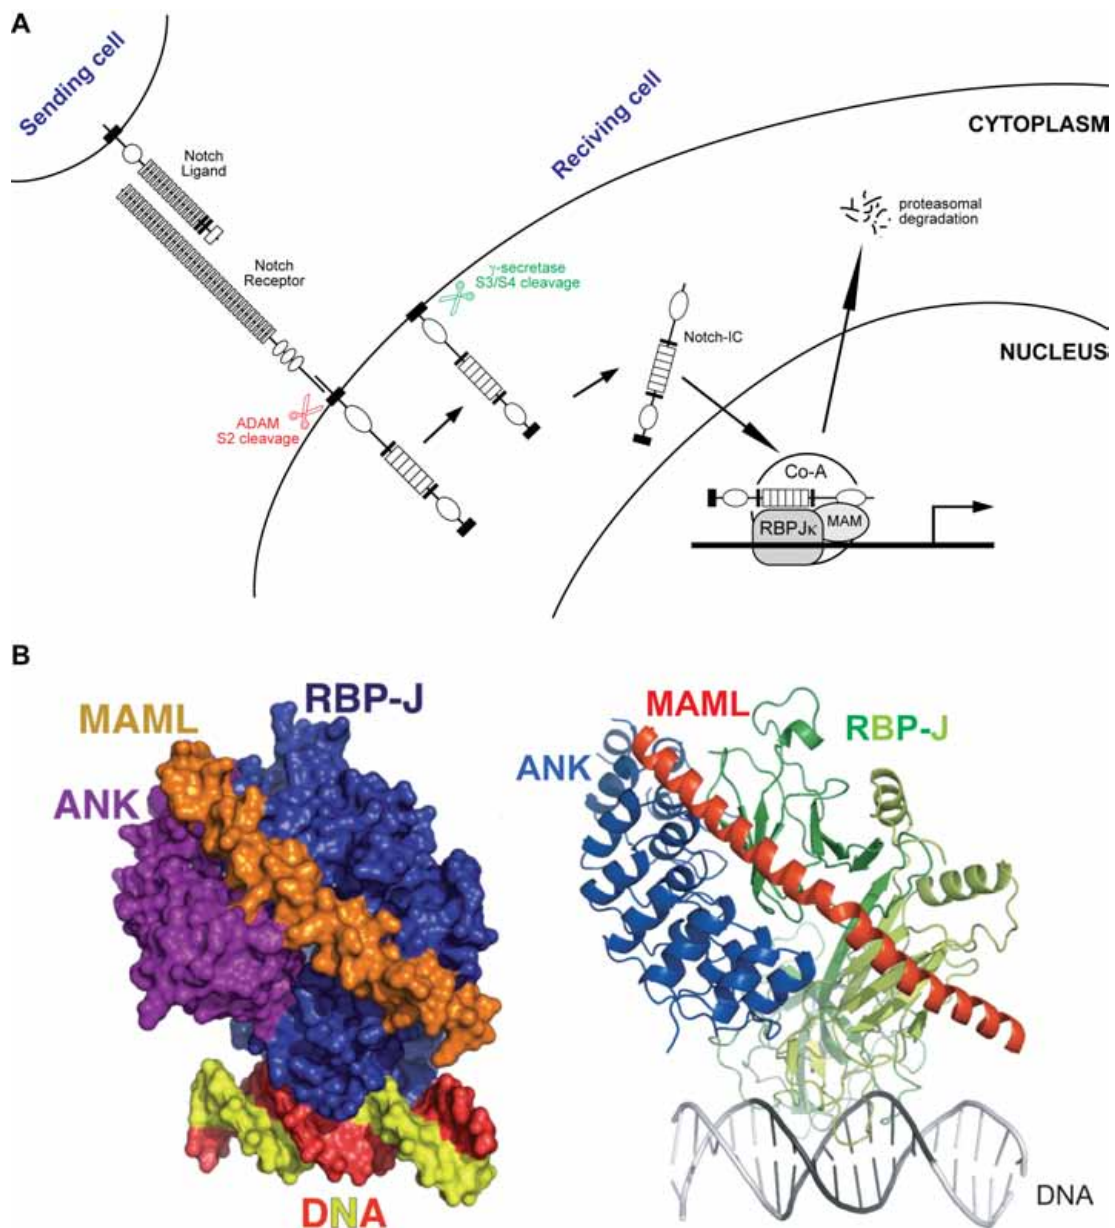 A
Sending cell
Notch
Ligand
Notch
Receptor
ADAM
S2 cleavage
Reciving cell
γ-secretase
S3/S4 cleavage
CYTOPLASM
proteasomal
degradation
Notch-IC
NUCLEUS
Co-A
RBPJκ
MAM
B
MAML
RBP-J
ANK
DNA
MAML
RBP-J
ANK
DNA